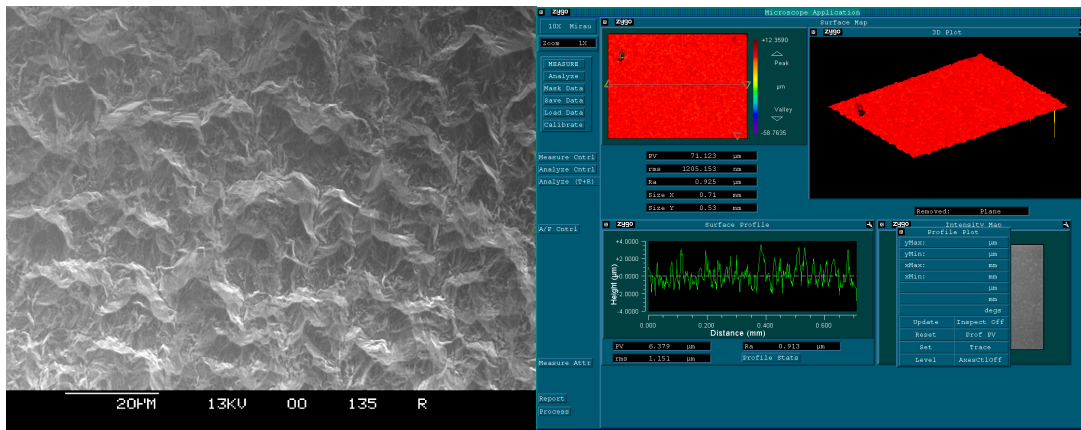 20µM 13KV 00 135 R
zygo Microscope Application
10X Mirau
Zoom 1X
MEASURE
Analyze
Mask Data
Save Data
Load Data
Calibrate
Measure Cntrl
Analyze Cntrl
Analyze (T+R)
A/F Cntrl
Measure Attr
Report
Process
zygo Surface Map
+12.3590
Peak
µm
Valley
-58.7635
PV 71.123 µm
rms 1205.153 nm
Ra 0.925 µm
Size X 0.71 mm
Size Y 0.53 mm
zygo 3D Plot
Removed: Plane
zygo Surface Profile
Height (µm)
+4.0000
+2.0000
+0.0000
-2.0000
-4.0000
0.000 0.200 0.400 0.600
Distance (mm)
PV 6.379 µm Ra 0.913 µm
rms 1.151 µm Profile Stats
zygo Intensity Map
Profile Plot
yMax: µm
yMin: µm
xMax: mm
xMin: mm
µm
mm
degs
Update Inspect Off
Reset Prof PV
Set Trace
Level AxesCtlOff